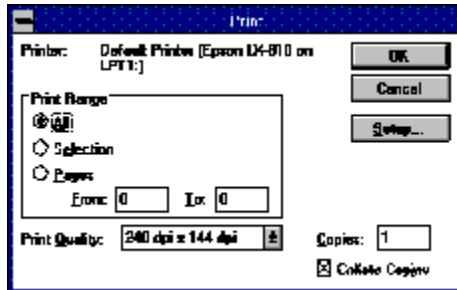 Print
Printer: Default Printer (Epson LX-810 on LPT1:)
OK
Cancel
Setup...
Print Range
All
Selection
Pages
From: 0 To: 0
Print Quality: 240 dpi x 144 dpi
Copies: 1
Collate Copies